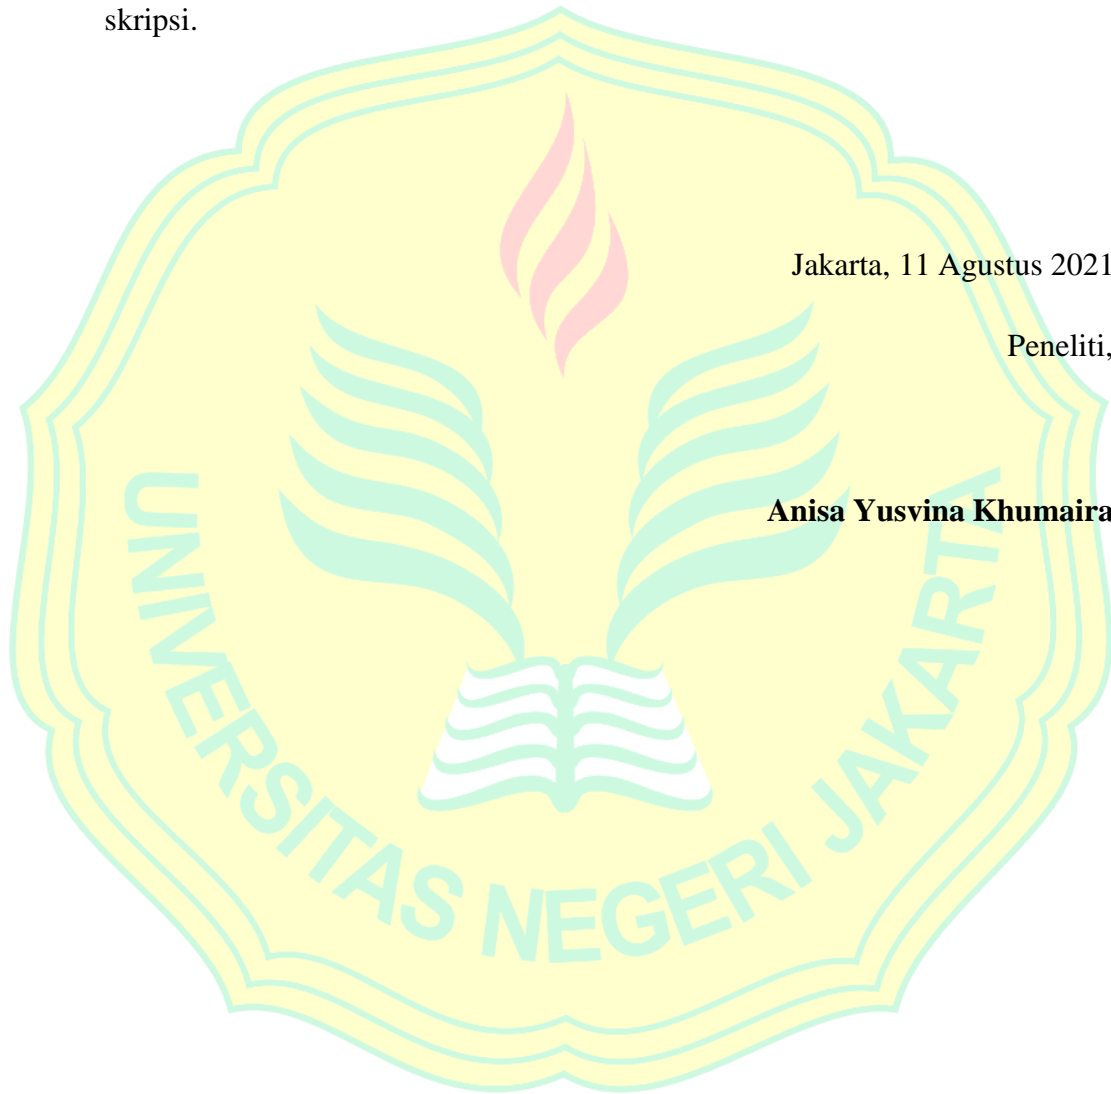 skripsi.
Jakarta, 11 Agustus 2021
Peneliti,
Anisa Yusvina Khumaira
UNIVERSITAS NEGERI JAKARTA